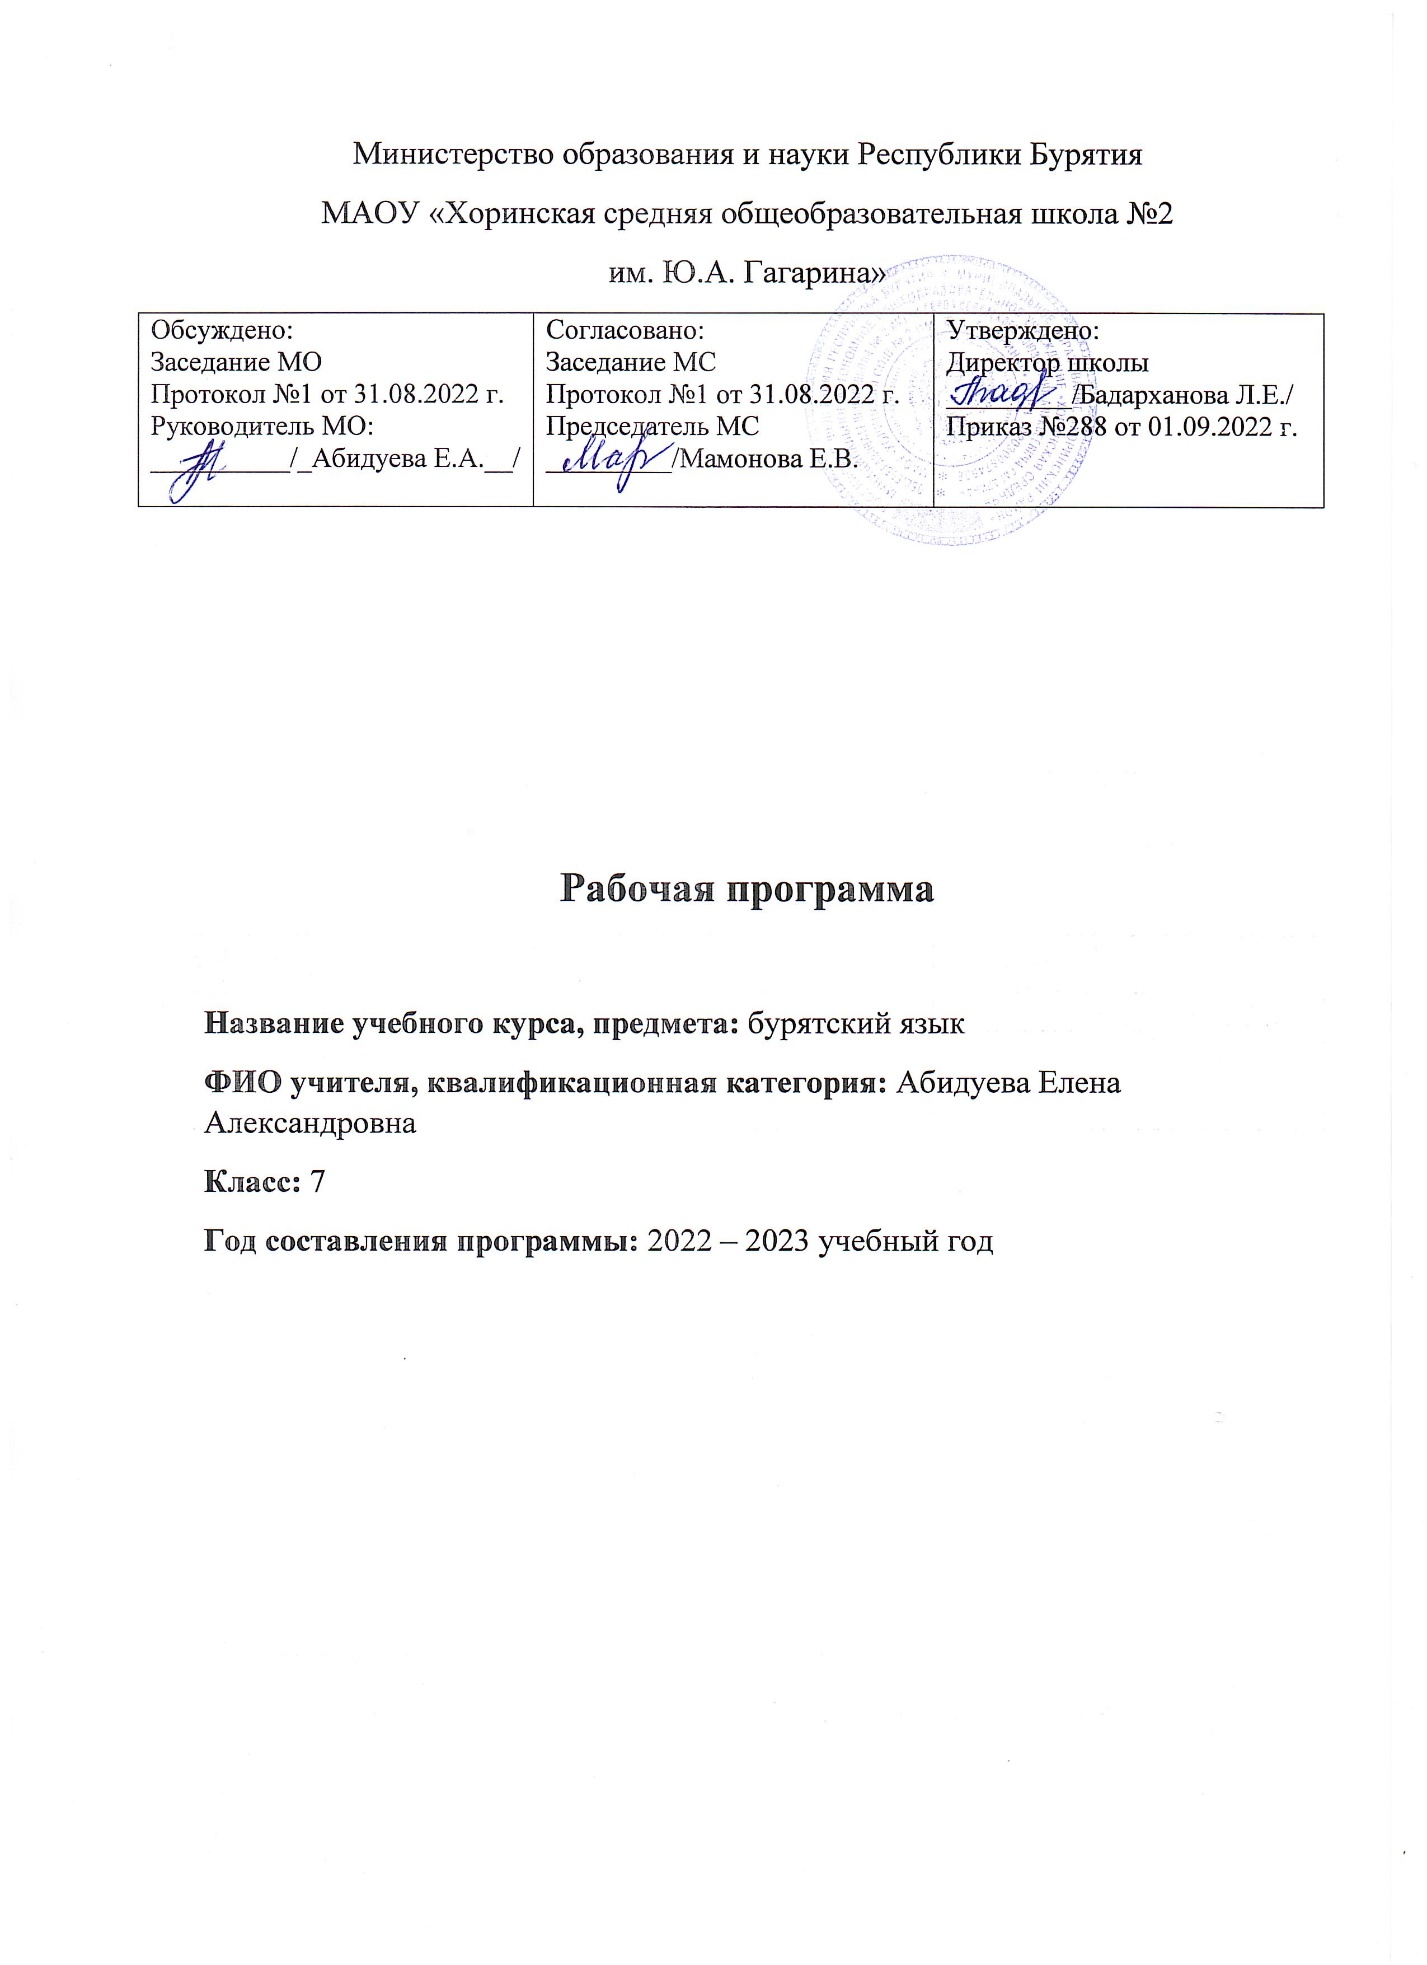 Министерство образования и науки Республики Бурятия
МАОУ «Хоринская средняя общеобразовательная школа №2
им. Ю.А. Гагарина»
Обсуждено:
Заседание МО
Протокол №1 от 31.08.2022 г.
Руководитель МО:
__________/_Абидуева Е.А.__/
Согласовано:
Заседание МС
Протокол №1 от 31.08.2022 г.
Председатель МС
_________/Мамонова Е.В.
Утверждено:
Директор школы
_________/Бадарханова Л.Е./
Приказ №288 от 01.09.2022 г.
Рабочая программа
Название учебного курса, предмета: бурятский язык
ФИО учителя, квалификационная категория: Абидуева Елена
Александровна
Класс: 7
Год составления программы: 2022 – 2023 учебный год